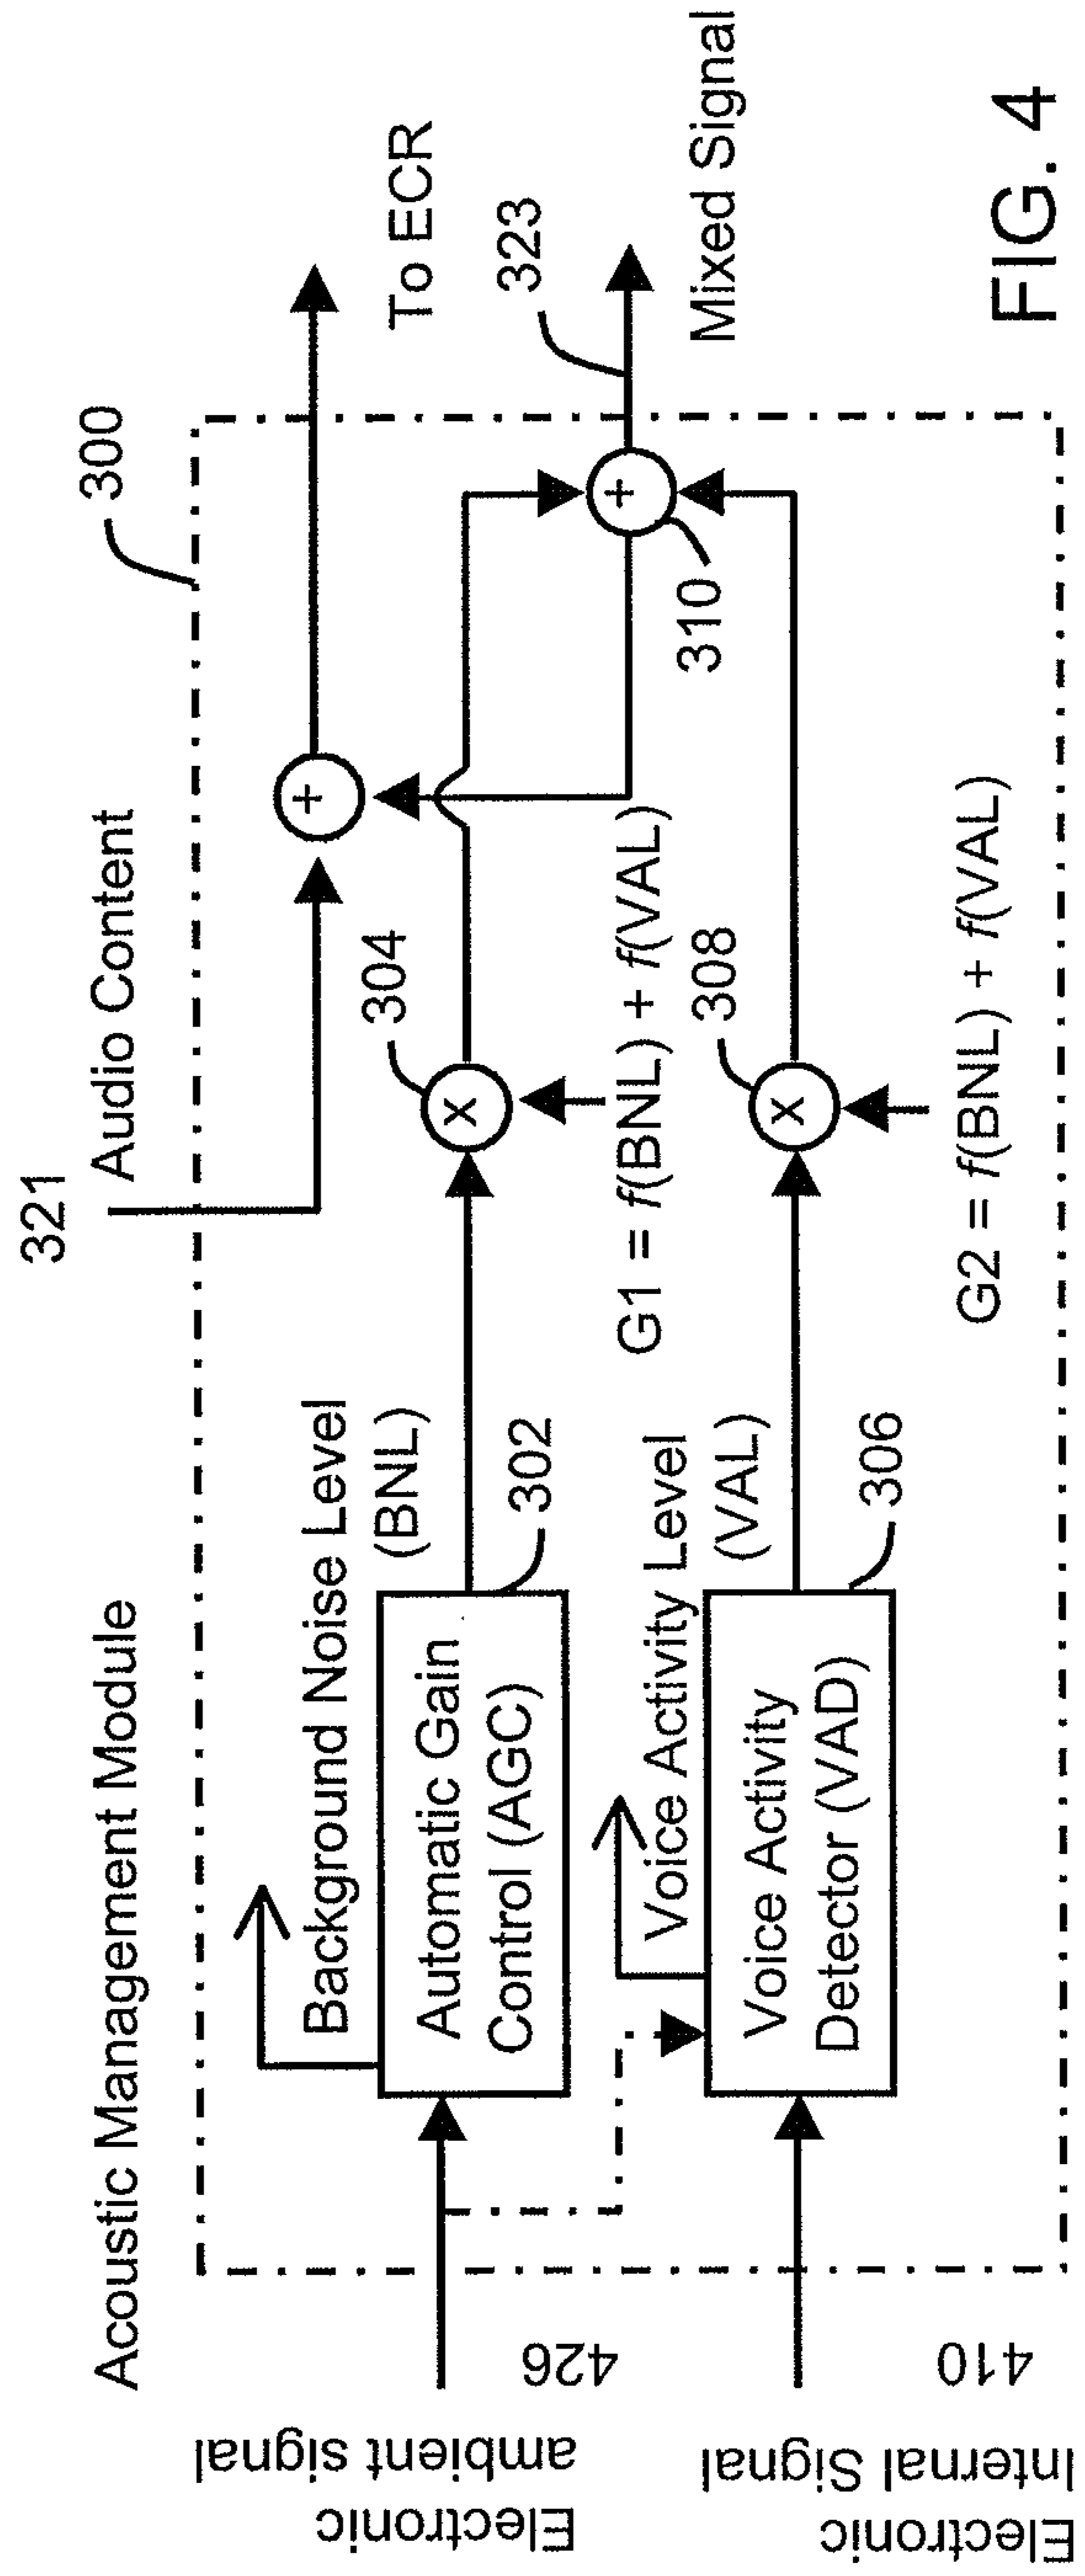 Acoustic Management Module
321
Audio Content
300
To ECR
Background Noise Level
(BNL)
304
323
Mixed Signal
Electronic
ambient signal
426
Automatic Gain
Control (AGC)
302
G1 = f(BNL) + f(VAL)
+
x
+
310
Voice Activity Level
(VAL)
308
Electronic
Internal Signal
410
Voice Activity
Detector (VAD)
306
x
G2 = f(BNL) + f(VAL)
FIG. 4